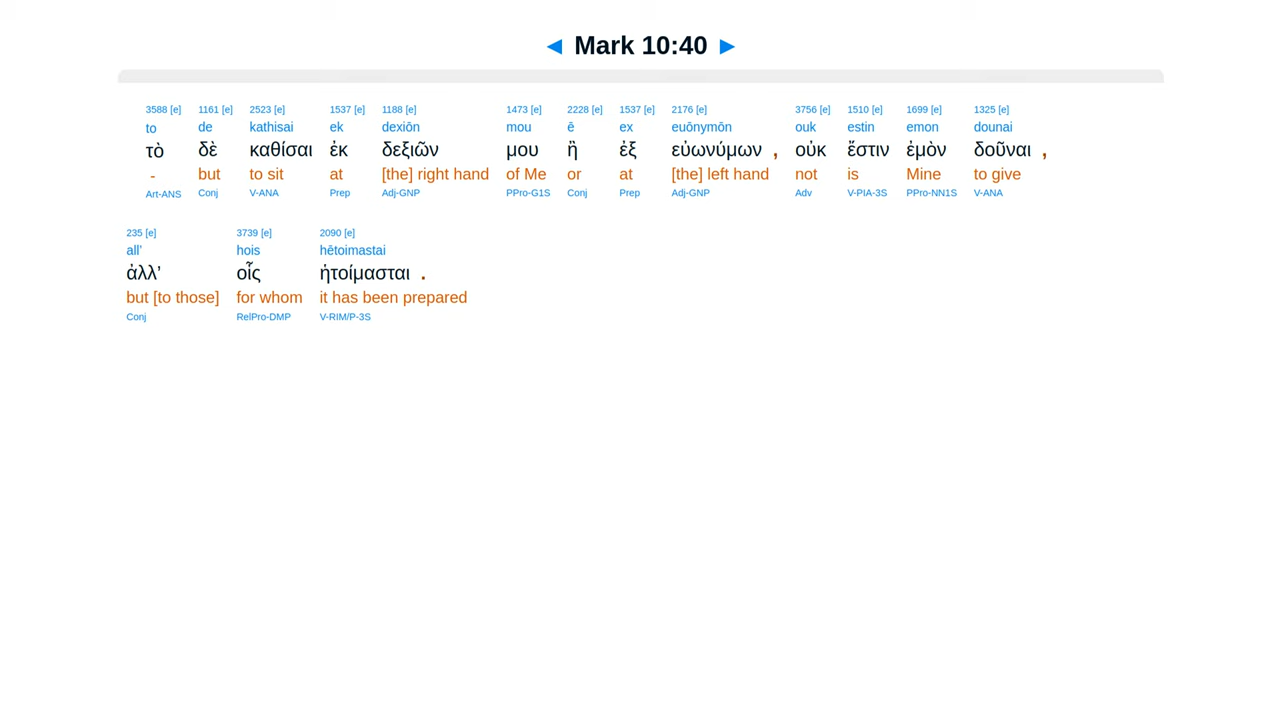 ◄ Mark 10:40 ►
3588 [e] 1161 [e] 2523 [e] 1537 [e] 1188 [e] 1473 [e] 2228 [e] 1537 [e] 2176 [e] 3756 [e] 1510 [e] 1699 [e] 1325 [e]
to de kathisai ek dexiōn mou ē ex euōnymōn ouk estin emon dounai
τὸ δὲ καθίσαι ἐκ δεξιῶν μου ἢ ἐξ εὐωνύμων , οὐκ ἔστιν ἐμὸν δοῦναι ,
- but to sit at [the] right hand of Me or at [the] left hand not is Mine to give
Art-ANS Conj V-ANA Prep Adj-GNP PPro-G1S Conj Prep Adj-GNP Adv V-PIA-3S PPro-NN1S V-ANA
235 [e] 3739 [e] 2090 [e]
all’ hois hētoimastai
ἀλλ’ οἷς ἡτοίμασται .
but [to those] for whom it has been prepared
Conj RelPro-DMP V-RIM/P-3S